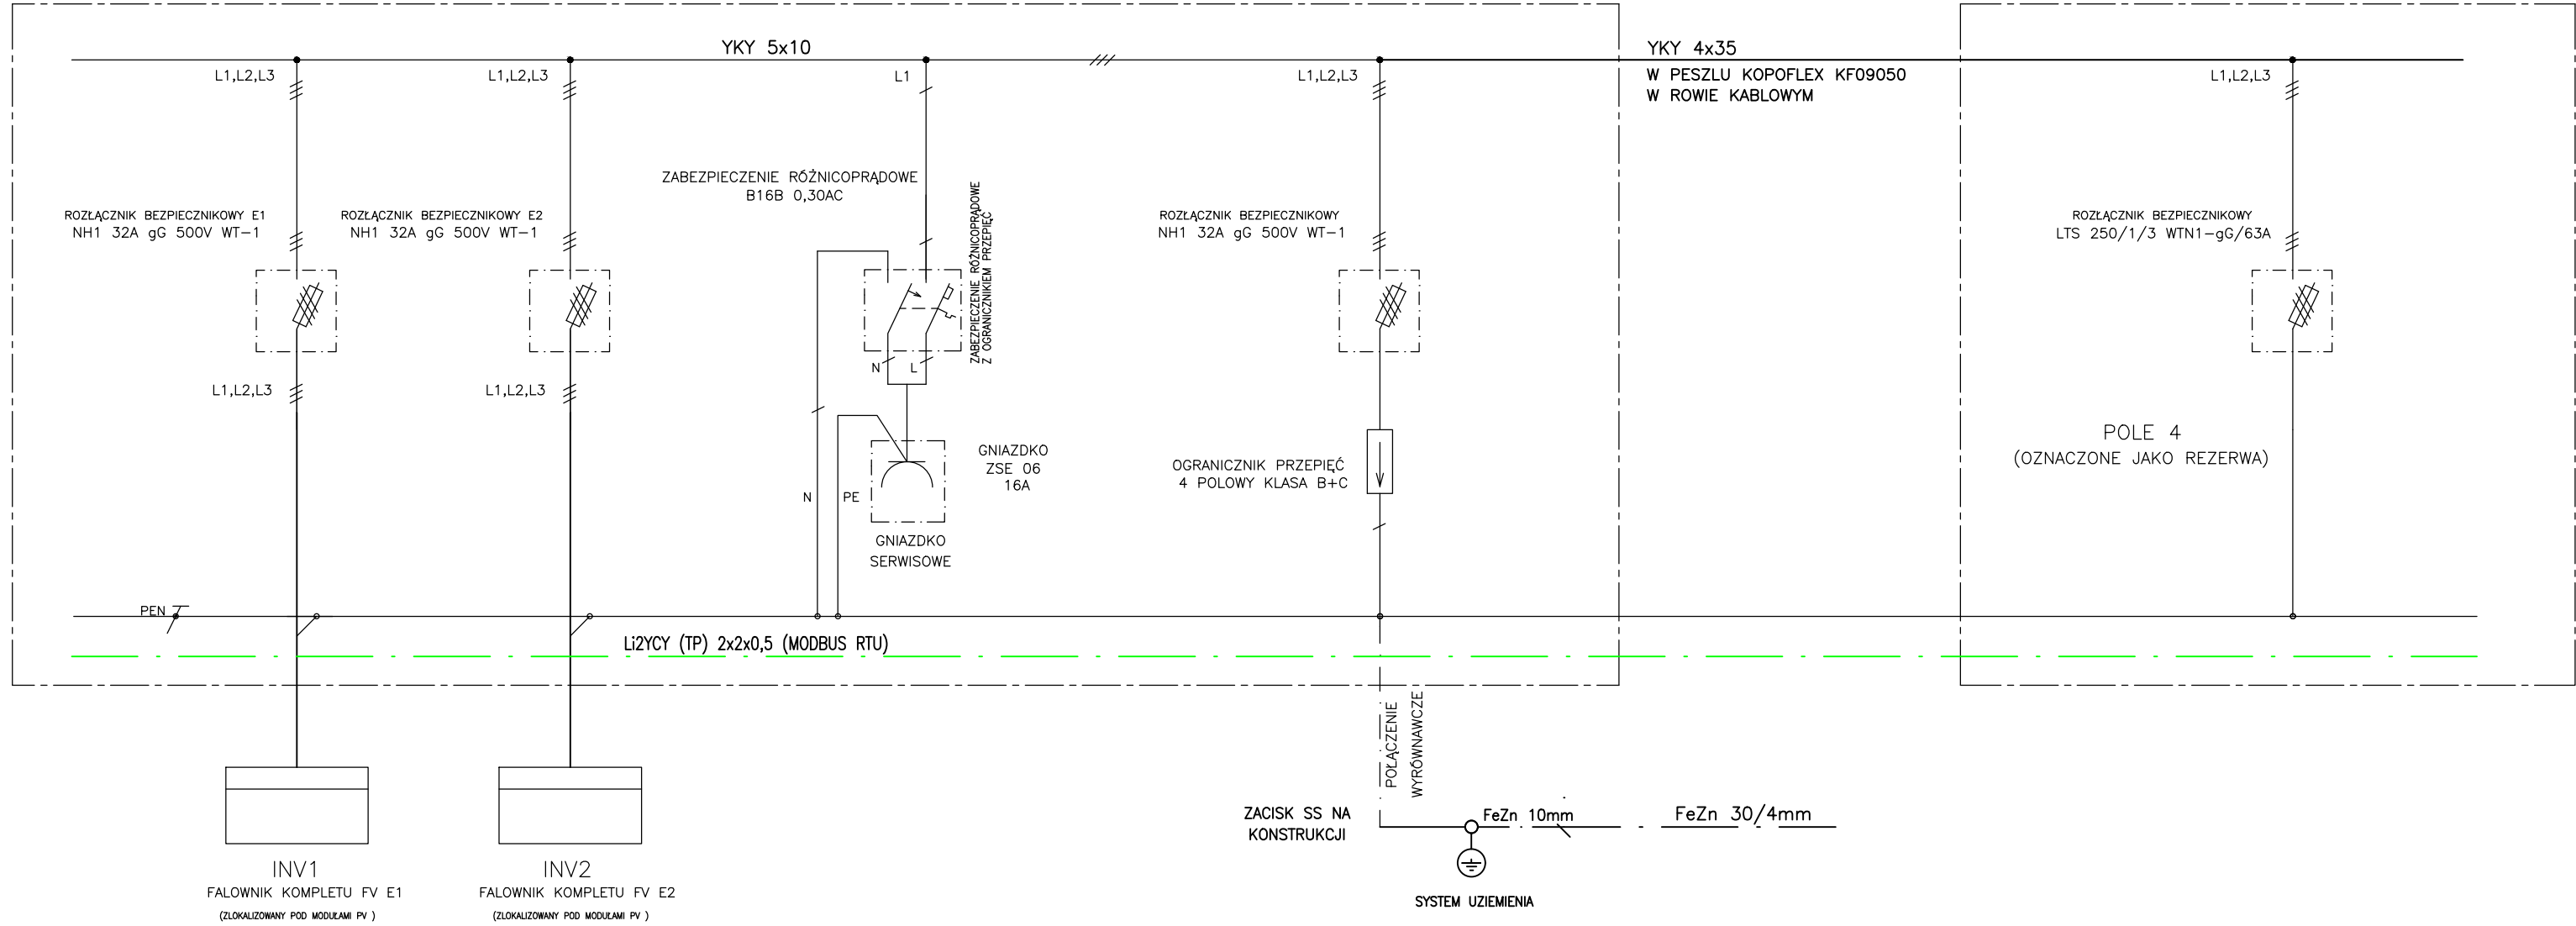 YKY 5x10
YKY 4x35
W PESZLU KOPOFLEX KF09050
W ROWIE KABLOWYM
L1,L2,L3
L1,L2,L3
L1
L1,L2,L3
L1,L2,L3
ZABEZPIECZENIE RÓŻNICOPRĄDOWE
B16B 0,30AC
ZABEZPIECZENIE RÓŻNICOPRĄDOWE
Z OGRANICZNIKIEM PRZEPIĘĆ
ROZŁĄCZNIK BEZPIECZNIKOWY E1
NH1 32A gG 500V WT-1
ROZŁĄCZNIK BEZPIECZNIKOWY E2
NH1 32A gG 500V WT-1
ROZŁĄCZNIK BEZPIECZNIKOWY
NH1 32A gG 500V WT-1
ROZŁĄCZNIK BEZPIECZNIKOWY
LTS 250/1/3 WTN1-gG/63A
N
L
L1,L2,L3
L1,L2,L3
GNIAZDKO
ZSE 06
16A
N
PE
GNIAZDKO
SERWISOWE
OGRANICZNIK PRZEPIĘĆ
4 POLOWY KLASA B+C
POLE 4
(OZNACZONE JAKO REZERWA)
PEN
Li2YCY (TP) 2x2x0,5 (MODBUS RTU)
POŁĄCZENIE
WYRÓWNAWCZE
ZACISK SS NA
KONSTRUKCJI
FeZn 10mm
FeZn 30/4mm
SYSTEM UZIEMIENIA
INV1
FALOWNIK KOMPLETU FV E1
(ZLOKALIZOWANY POD MODUŁAMI PV )
INV2
FALOWNIK KOMPLETU FV E2
(ZLOKALIZOWANY POD MODUŁAMI PV )